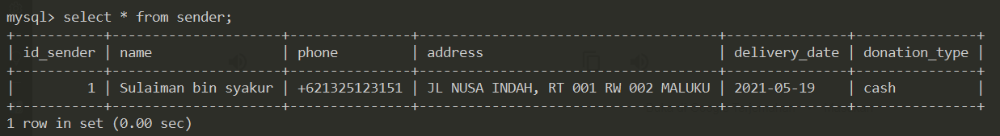 mysql> select * from sender;
+-----------+--------------------+---------------+-----------------------------------+---------------+---------------+
| id_sender | name               | phone         | address                           | delivery_date | donation_type |
+-----------+--------------------+---------------+-----------------------------------+---------------+---------------+
|         1 | Sulaiman bin syakur | +621325123151 | JL NUSA INDAH, RT 001 RW 002 MALUKU | 2021-05-19    | cash          |
+-----------+--------------------+---------------+-----------------------------------+---------------+---------------+
1 row in set (0.00 sec)